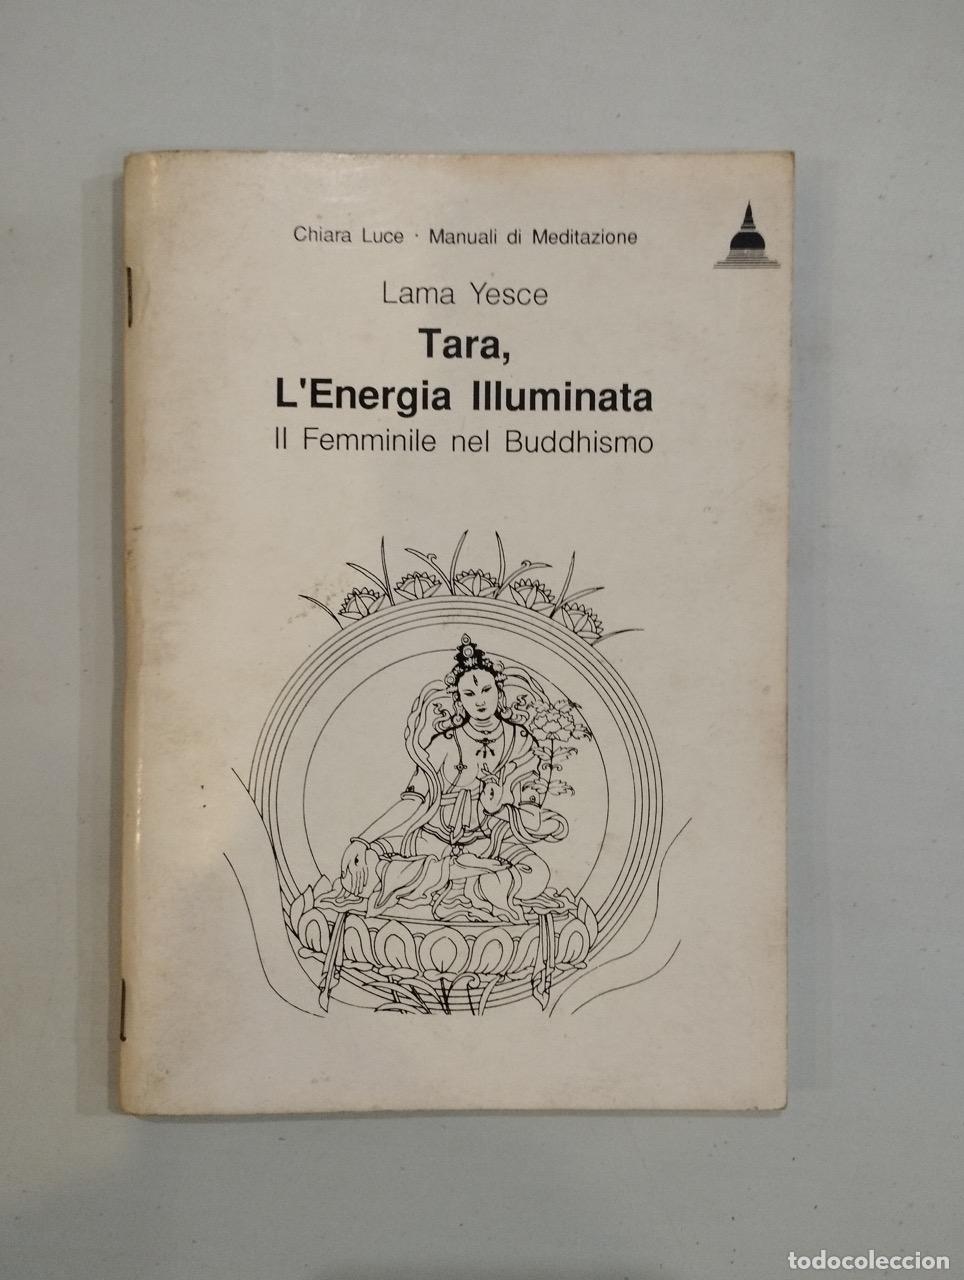 Chiara Luce · Manuali di Meditazione
Lama Yesce
Tara,
L'Energia Illuminata
Il Femminile nel Buddhismo
todocoleccion